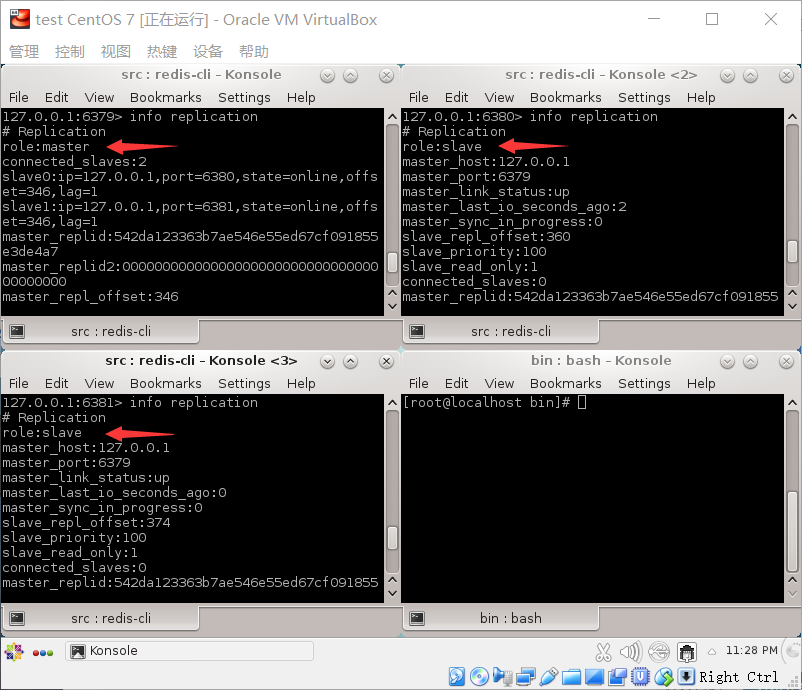 test CentOS 7 [正在运行] - Oracle VM VirtualBox
管理 控制 视图 热键 设备 帮助
src : redis-cli – Konsole
File Edit View Bookmarks Settings Help
127.0.0.1:6379> info replication
# Replication
role:master
connected_slaves:2
slave0:ip=127.0.0.1,port=6380,state=online,offs
et=346,lag=1
slave1:ip=127.0.0.1,port=6381,state=online,offs
et=346,lag=1
master_replid:542da123363b7ae546e55ed67cf091855
e3de4a7
master_replid2:00000000000000000000000000000000
00000000
master_repl_offset:346
src : redis-cli
src : redis-cli – Konsole <2>
File Edit View Bookmarks Settings Help
127.0.0.1:6380> info replication
# Replication
role:slave
master_host:127.0.0.1
master_port:6379
master_link_status:up
master_last_io_seconds_ago:2
master_sync_in_progress:0
slave_repl_offset:360
slave_priority:100
slave_read_only:1
connected_slaves:0
master_replid:542da123363b7ae546e55ed67cf091855
src : redis-cli
src : redis-cli – Konsole <3>
File Edit View Bookmarks Settings Help
127.0.0.1:6381> info replication
# Replication
role:slave
master_host:127.0.0.1
master_port:6379
master_link_status:up
master_last_io_seconds_ago:0
master_sync_in_progress:0
slave_repl_offset:374
slave_priority:100
slave_read_only:1
connected_slaves:0
master_replid:542da123363b7ae546e55ed67cf091855
src : redis-cli
bin : bash – Konsole
File Edit View Bookmarks Settings Help
[root@localhost bin]#
bin : bash
Konsole
11:28 PM
Right Ctrl